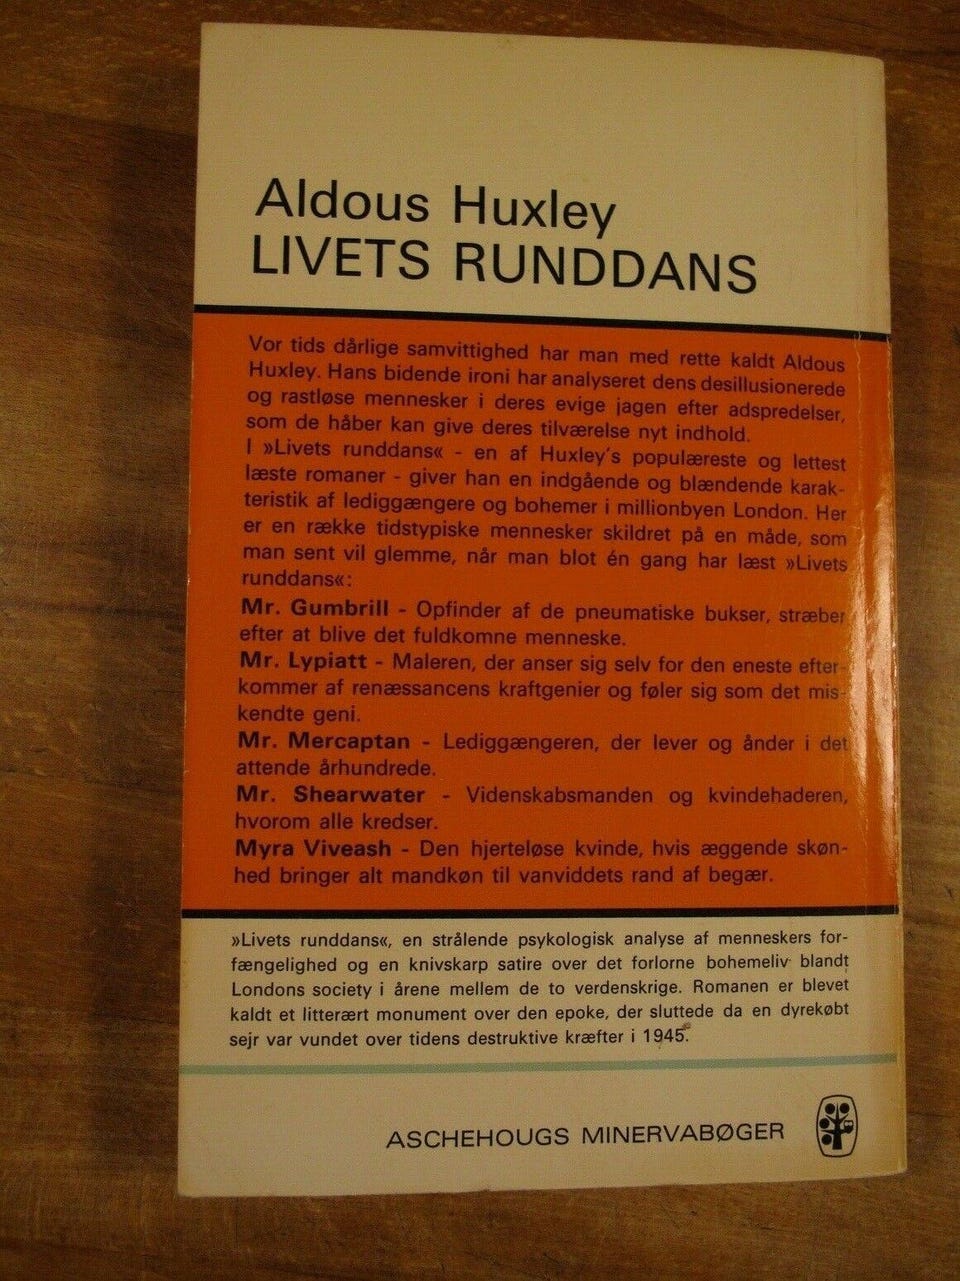 Aldous Huxley
LIVETS RUNDDANS
Vor tids dårlige samvittighed har man med rette kaldt Aldous
Huxley. Hans bidende ironi har analyseret dens desillusionerede
og rastløse mennesker i deres evige jagen efter adspredelser,
som de håber kan give deres tilværelse nyt indhold.
I »Livets runddans« - en af Huxley's populæreste og lettest
læste romaner - giver han en indgående og blændende karak-
teristik af lediggængere og bohemer i millionbyen London. Her
er en række tidstypiske mennesker skildret på en måde, som
man sent vil glemme, når man blot én gang har læst »Livets
runddans«:
Mr. Gumbrill - Opfinder af de pneumatiske bukser, stræber
efter at blive det fuldkomne menneske.
Mr. Lypiatt - Maleren, der anser sig selv for den eneste efter-
kommer af renæssancens kraftgenier og føler sig som det mis-
kendte geni.
Mr. Mercaptan - Lediggængeren, der lever og ånder i det
attende århundrede.
Mr. Shearwater - Videnskabsmanden og kvindehaderen,
hvorom alle kredser.
Myra Viveash - Den hjerteløse kvinde, hvis æggende skøn-
hed bringer alt mandkøn til vanviddets rand af begær.
»Livets runddans«, en strålende psykologisk analyse af menneskers for-
fængelighed og en knivskarp satire over det forlorne bohemeliv blandt
Londons society i årene mellem de to verdenskrige. Romanen er blevet
kaldt et litterært monument over den epoke, der sluttede da en dyrekøbt
sejr var vundet over tidens destruktive kræfter i 1945.
ASCHEHOUGS MINERVABØGER